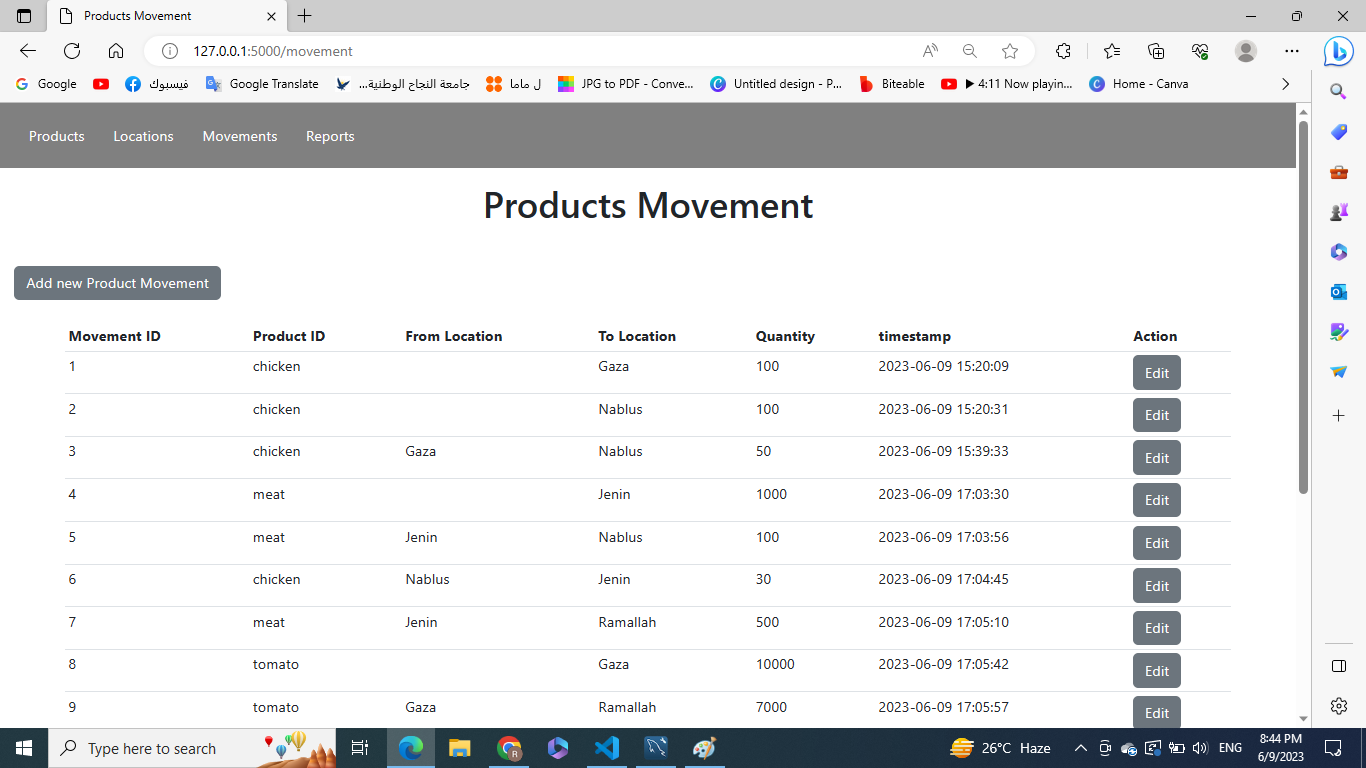 Products Movement
127.0.0.1:5000/movement
Google
فيسبوك
Google Translate
جامعة النجاح الوطنية...
ل ماما
JPG to PDF - Conve...
Untitled design - P...
Biteable
▶ 4:11 Now playin...
Home - Canva
Products Locations Movements Reports
Products Movement
Add new Product Movement
Movement ID Product ID From Location To Location Quantity timestamp Action
1 chicken Gaza 100 2023-06-09 15:20:09 Edit
2 chicken Nablus 100 2023-06-09 15:20:31 Edit
3 chicken Gaza Nablus 50 2023-06-09 15:39:33 Edit
4 meat Jenin 1000 2023-06-09 17:03:30 Edit
5 meat Jenin Nablus 100 2023-06-09 17:03:56 Edit
6 chicken Nablus Jenin 30 2023-06-09 17:04:45 Edit
7 meat Jenin Ramallah 500 2023-06-09 17:05:10 Edit
8 tomato Gaza 10000 2023-06-09 17:05:42 Edit
9 tomato Gaza Ramallah 7000 2023-06-09 17:05:57 Edit
Type here to search
26°C Haze
ENG
8:44 PM
6/9/2023